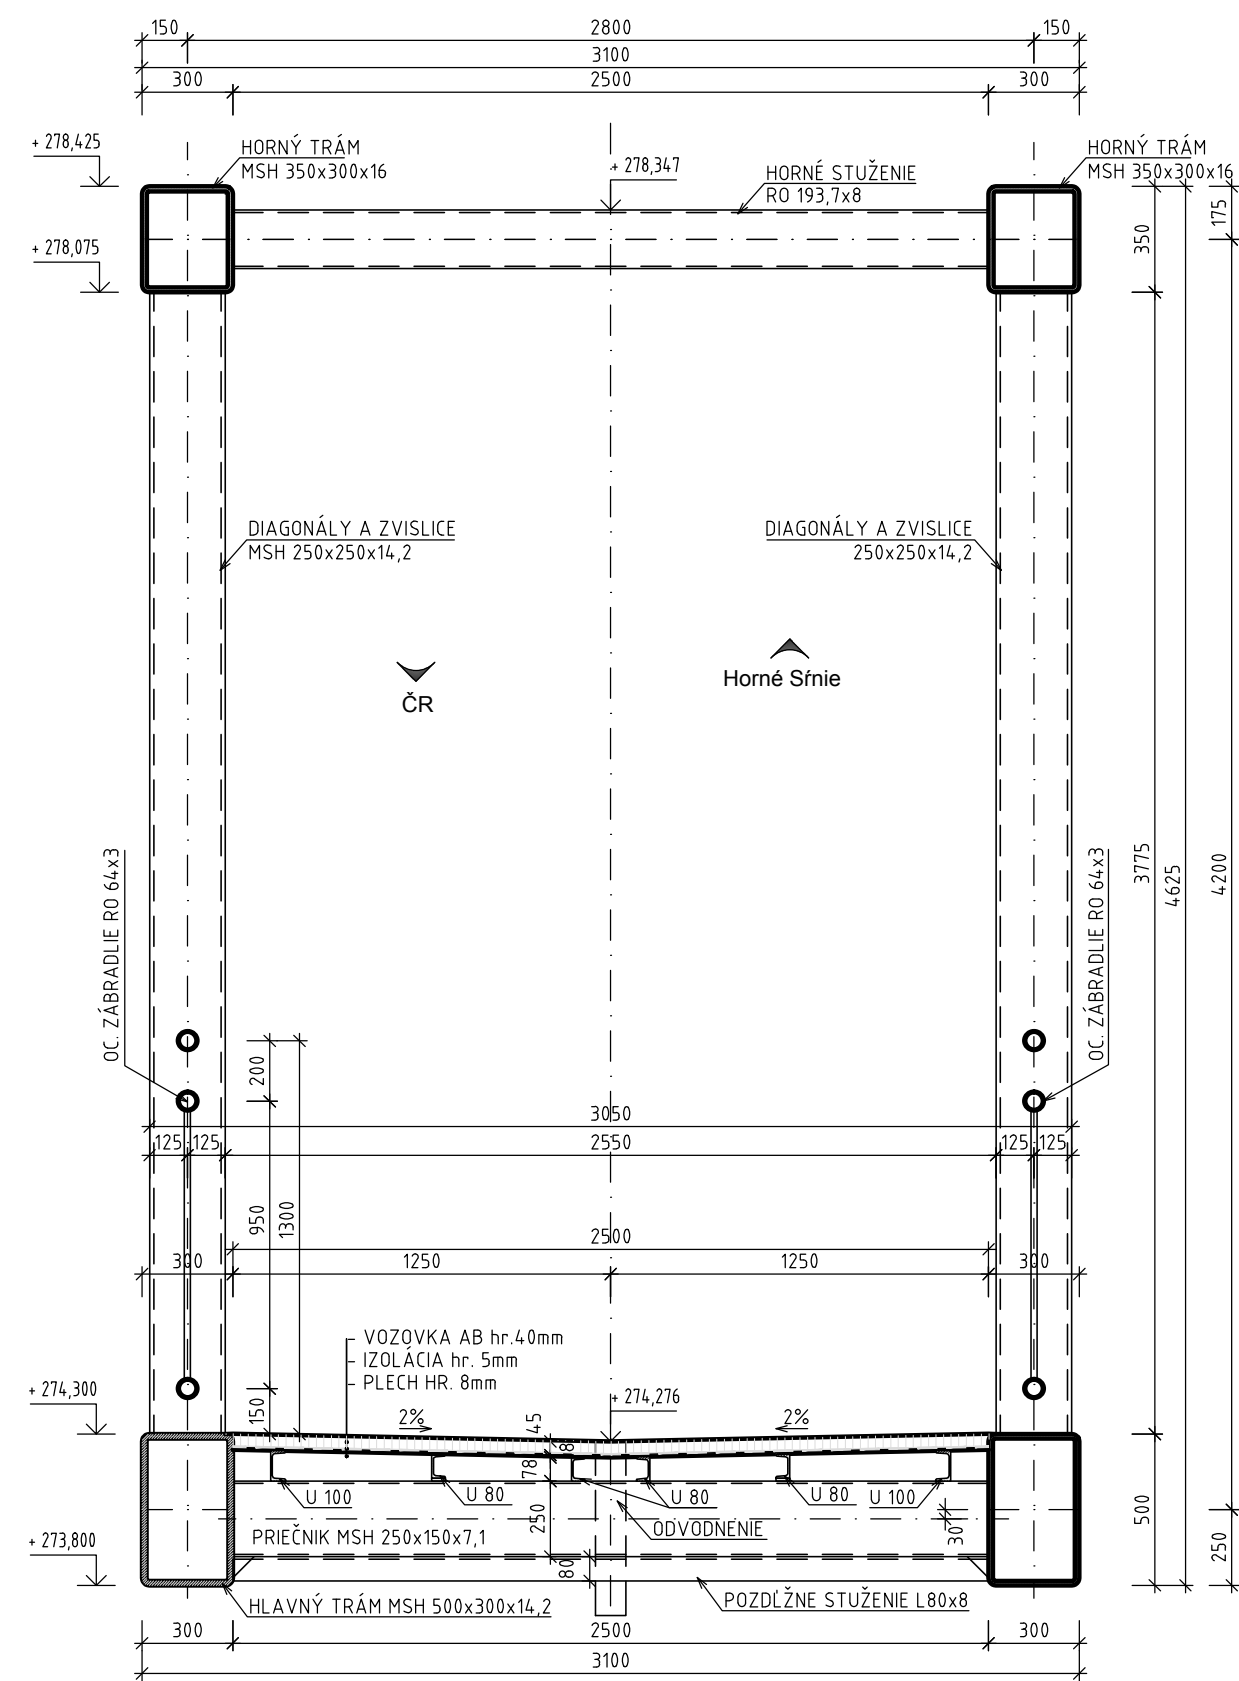 150 2800 150
3100
300 2500 300
+ 278,425
HORNÝ TRÁM
MSH 350x300x16
+ 278,347
HORNÉ STUŽENIE
RO 193,7x8
HORNÝ TRÁM
MSH 350x300x16
+ 278,075
350
175
DIAGONÁLY A ZVISLICE
MSH 250x250x14,2
DIAGONÁLY A ZVISLICE
250x250x14,2
ČR
Horné Sŕnie
OC. ZÁBRADLIE RO 64x3
OC. ZÁBRADLIE RO 64x3
3775
4625
4200
200
3050
125 125 2550 125 125
950
1300
2500
300 1250 1250 300
VOZOVKA AB hr.40mm
IZOLÁCIA hr. 5mm
PLECH HR. 8mm
+ 274,300
150
+ 274,276
2% 45 2%
8
78
U 100 U 80 U 80 U 80 U 100
250
ODVODNENIE
30
500
250
PRIEČNIK MSH 250x150x7,1
+ 273,800
80
HLAVNÝ TRÁM MSH 500x300x14,2
POZDĹŽNE STUŽENIE L80x8
300 2500 300
3100